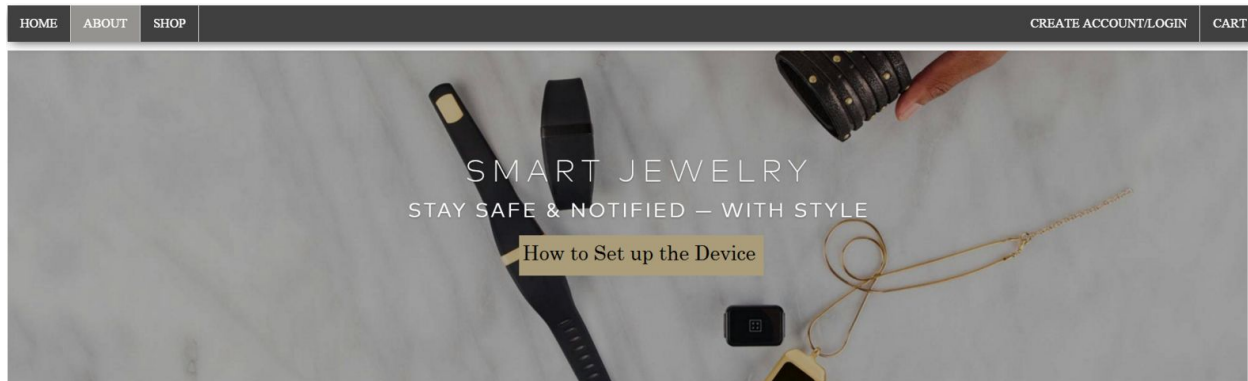 HOME ABOUT SHOP CREATE ACCOUNT/LOGIN CART
SMART JEWELRY
STAY SAFE & NOTIFIED — WITH STYLE
How to Set up the Device